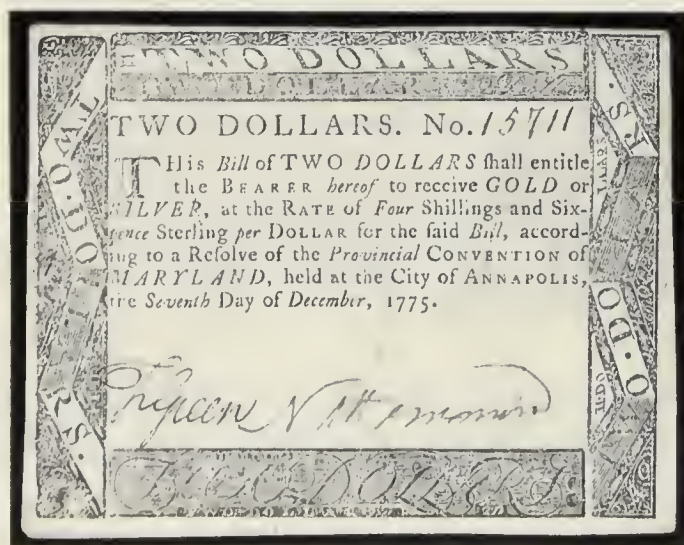 TWO DOLLARS
TWO DOLLARS. No. 15711
THis Bill of TWO DOLLARS ſhall entitle
the BEARER hereof to receive GOLD or
SILVER, at the RATE of Four Shillings and Six-
pence Sterling per DOLLAR for the ſaid Bill, accord-
ing to a Reſolve of the Provincial CONVENTION of
MARYLAND, held at the City of ANNAPOLIS,
the Seventh Day of December, 1775.
TWO DOLLARS